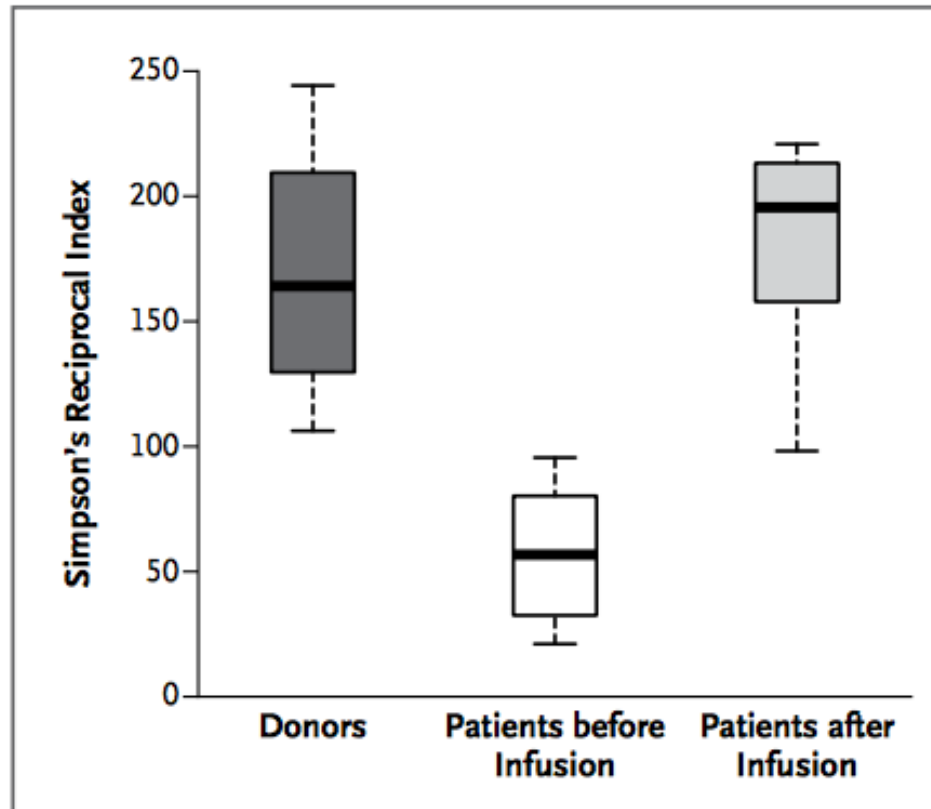 Simpson's Reciprocal Index
250
200
150
100
50
0
Donors
Patients before
Infusion
Patients after
Infusion